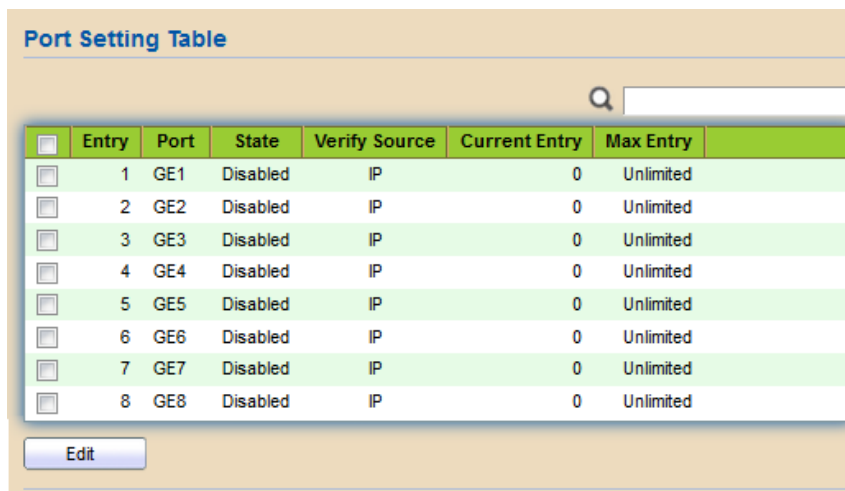 Port Setting Table
Entry Port State Verify Source Current Entry Max Entry
1 GE1 Disabled IP 0 Unlimited
2 GE2 Disabled IP 0 Unlimited
3 GE3 Disabled IP 0 Unlimited
4 GE4 Disabled IP 0 Unlimited
5 GE5 Disabled IP 0 Unlimited
6 GE6 Disabled IP 0 Unlimited
7 GE7 Disabled IP 0 Unlimited
8 GE8 Disabled IP 0 Unlimited
Edit